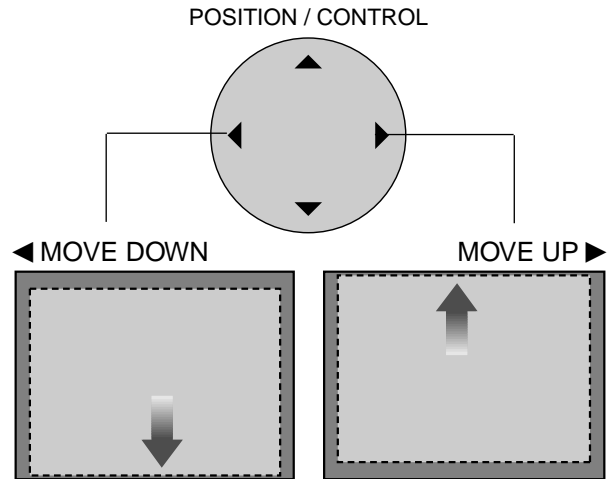 POSITION / CONTROL
◀ MOVE DOWN
MOVE UP ▶